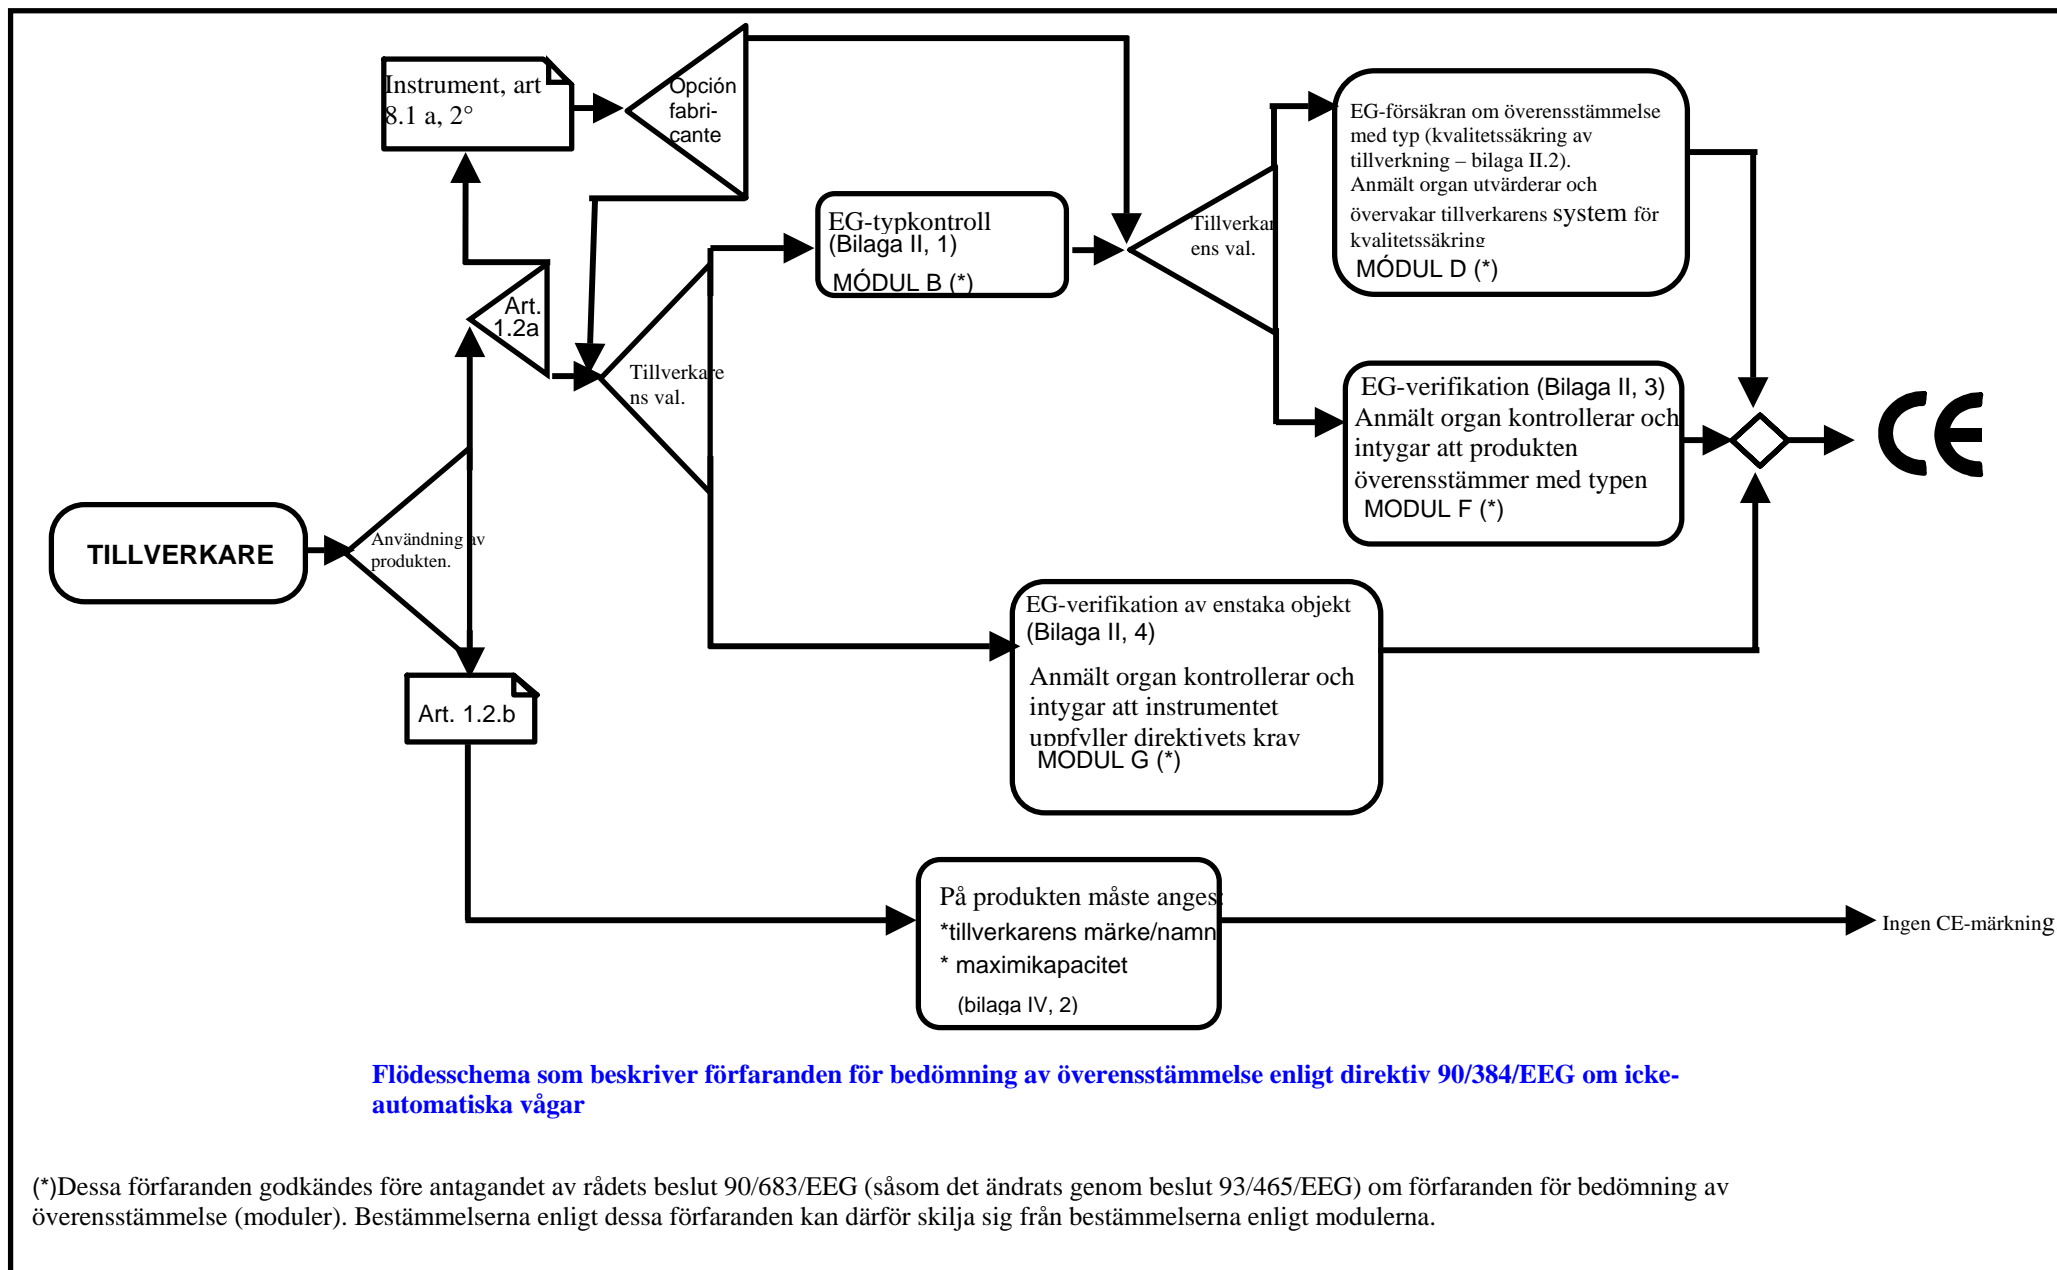 Instrument, art
8.1 a, 2°
Opción
fabri-
cante
EG-försäkran om överensstämmelse
med typ (kvalitetssäkring av
tillverkning – bilaga II.2).
Anmält organ utvärderar och
övervakar tillverkarens system för
kvalitetssäkring
MÓDUL D (*)
EG-typkontroll
(Bilaga II, 1)
MÓDUL B (*)
Tillverkar
ens val.
Art.
1.2a
Tillverkare
ns val.
EG-verifikation (Bilaga II, 3)
Anmält organ kontrollerar och
intygar att produkten
överensstämmer med typen
MODUL F (*)
CE
TILLVERKARE
Användning av
produkten.
EG-verifikation av enstaka objekt
(Bilaga II, 4)
Anmält organ kontrollerar och
intygar att instrumentet
uppfyller direktivets krav
MODUL G (*)
Art. 1.2.b
På produkten måste anges:
*tillverkarens märke/namn
* maximikapacitet
(bilaga IV, 2)
Ingen CE-märkning
Flödesschema som beskriver förfaranden för bedömning av överensstämmelse enligt direktiv 90/384/EEG om icke-
automatiska vågar
(*)Dessa förfaranden godkändes före antagandet av rådets beslut 90/683/EEG (såsom det ändrats genom beslut 93/465/EEG) om förfaranden för bedömning av
överensstämmelse (moduler). Bestämmelserna enligt dessa förfaranden kan därför skilja sig från bestämmelserna enligt modulerna.